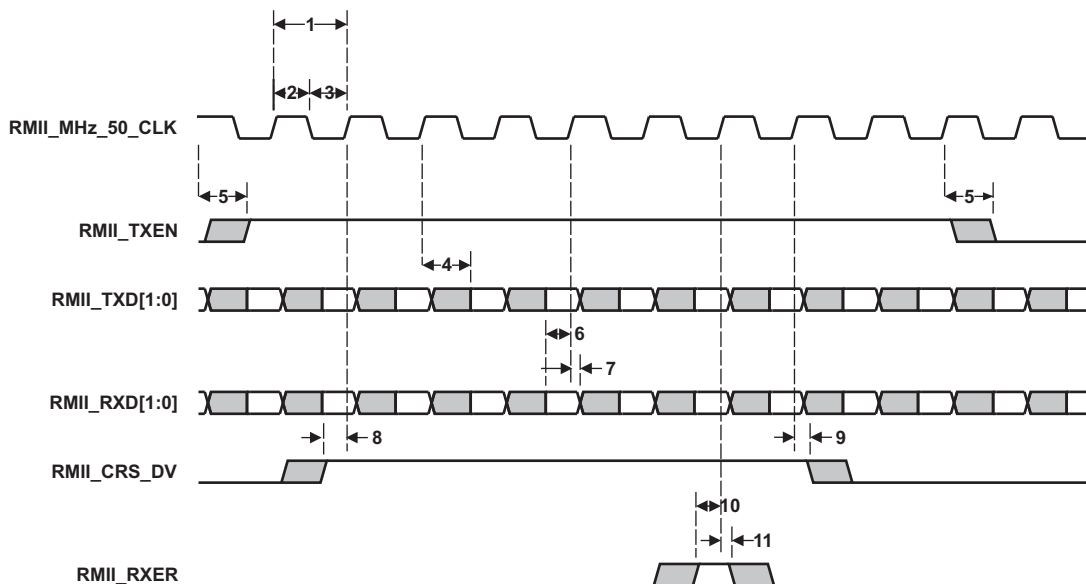 1
2 3
RMII_MHz_50_CLK
5 5
RMII_TXEN
4
RMII_TXD[1:0]
6
7
RMII_RXD[1:0]
8 9
RMII_CRS_DV
10
11
RMII_RXER